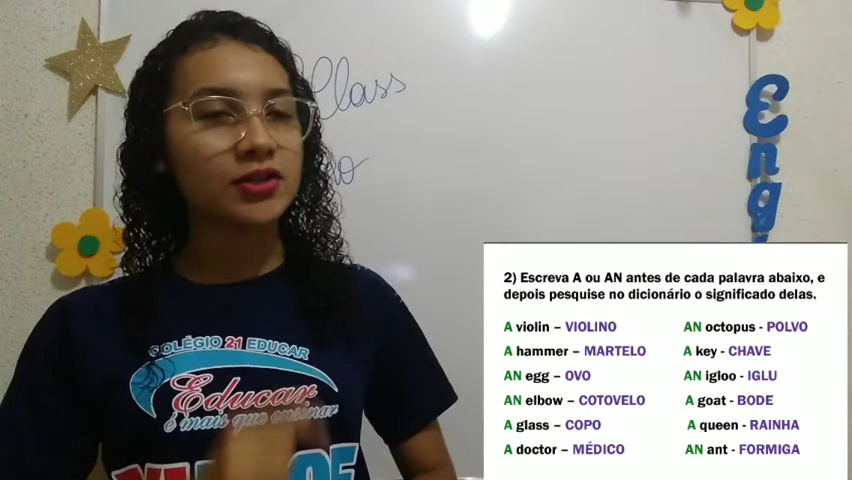 Class
Eng
COLÉGIO 21 EDUCAR
Educar
é mais que ensinar
2) Escreva A ou AN antes de cada palavra abaixo, e
depois pesquise no dicionário o significado delas.
A violin – VIOLINO
A hammer – MARTELO
AN egg – OVO
AN elbow – COTOVELO
A glass – COPO
A doctor – MÉDICO
AN octopus - POLVO
A key - CHAVE
AN igloo - IGLU
A goat - BODE
A queen - RAINHA
AN ant - FORMIGA